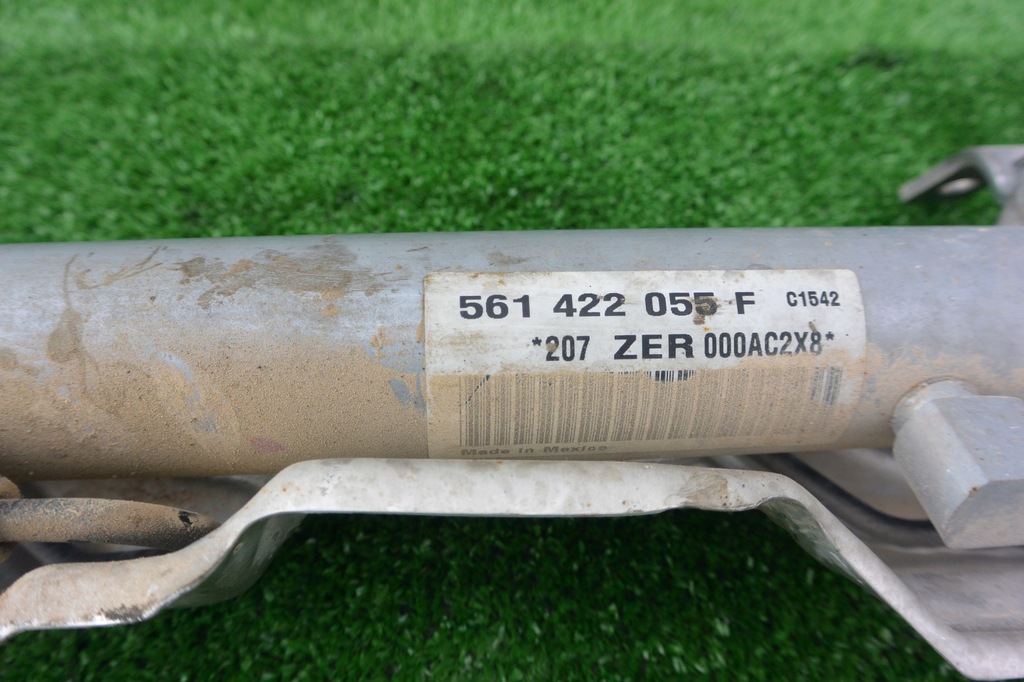 561 422 055 F C1542
*207 ZER 000AC2X8*
Made in Mexico